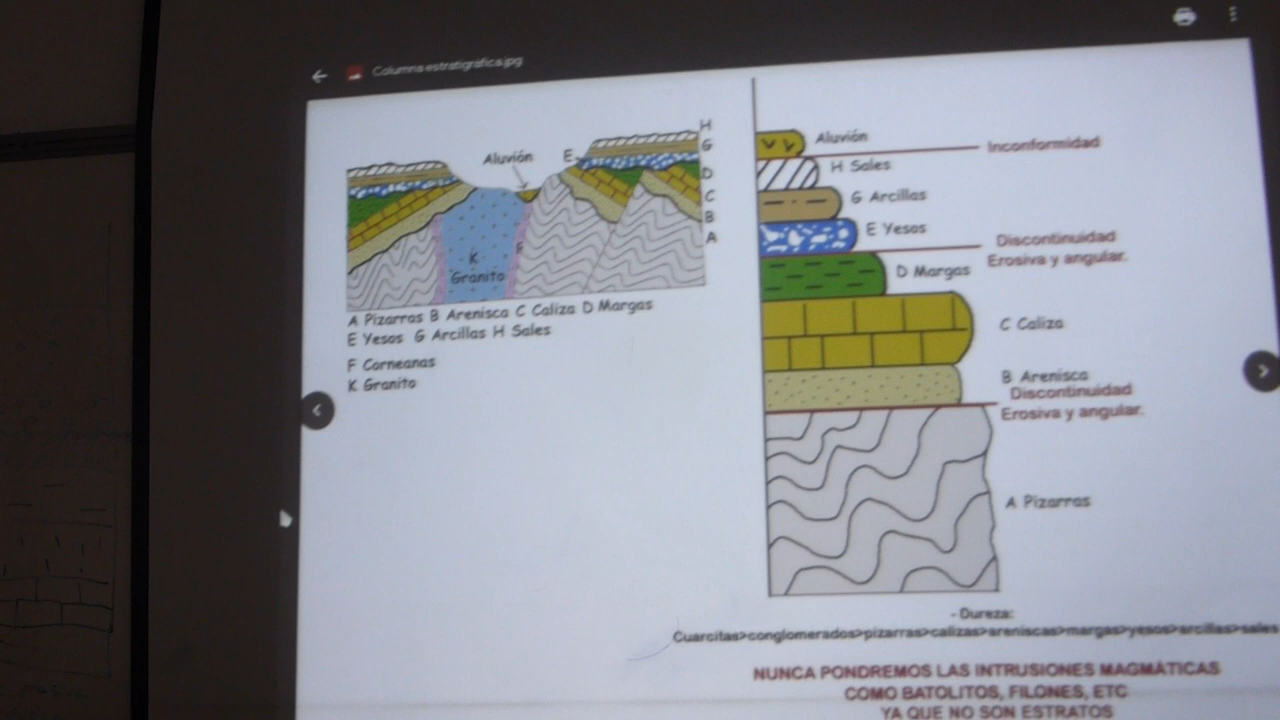 Columna estratigráfica.jpg
Aluvión
E
H
G
D
C
B
A
F
K
Granito
A Pizarras B Arenisca C Caliza D Margas
E Yesos G Arcillas H Sales
F Corneanas
K Granito
Aluvión
Inconformidad
H Sales
G Arcillas
E Yesos
Discontinuidad
Erosiva y angular.
D Margas
C Caliza
B Arenisca
Discontinuidad
Erosiva y angular.
A Pizarras
- Dureza:
Cuarcitas>conglomerados>pizarras>calizas>areniscas>margas>yesos>arcillas>sales
NUNCA PONDREMOS LAS INTRUSIONES MAGMÁTICAS
COMO BATOLITOS, FILONES, ETC
YA QUE NO SON ESTRATOS